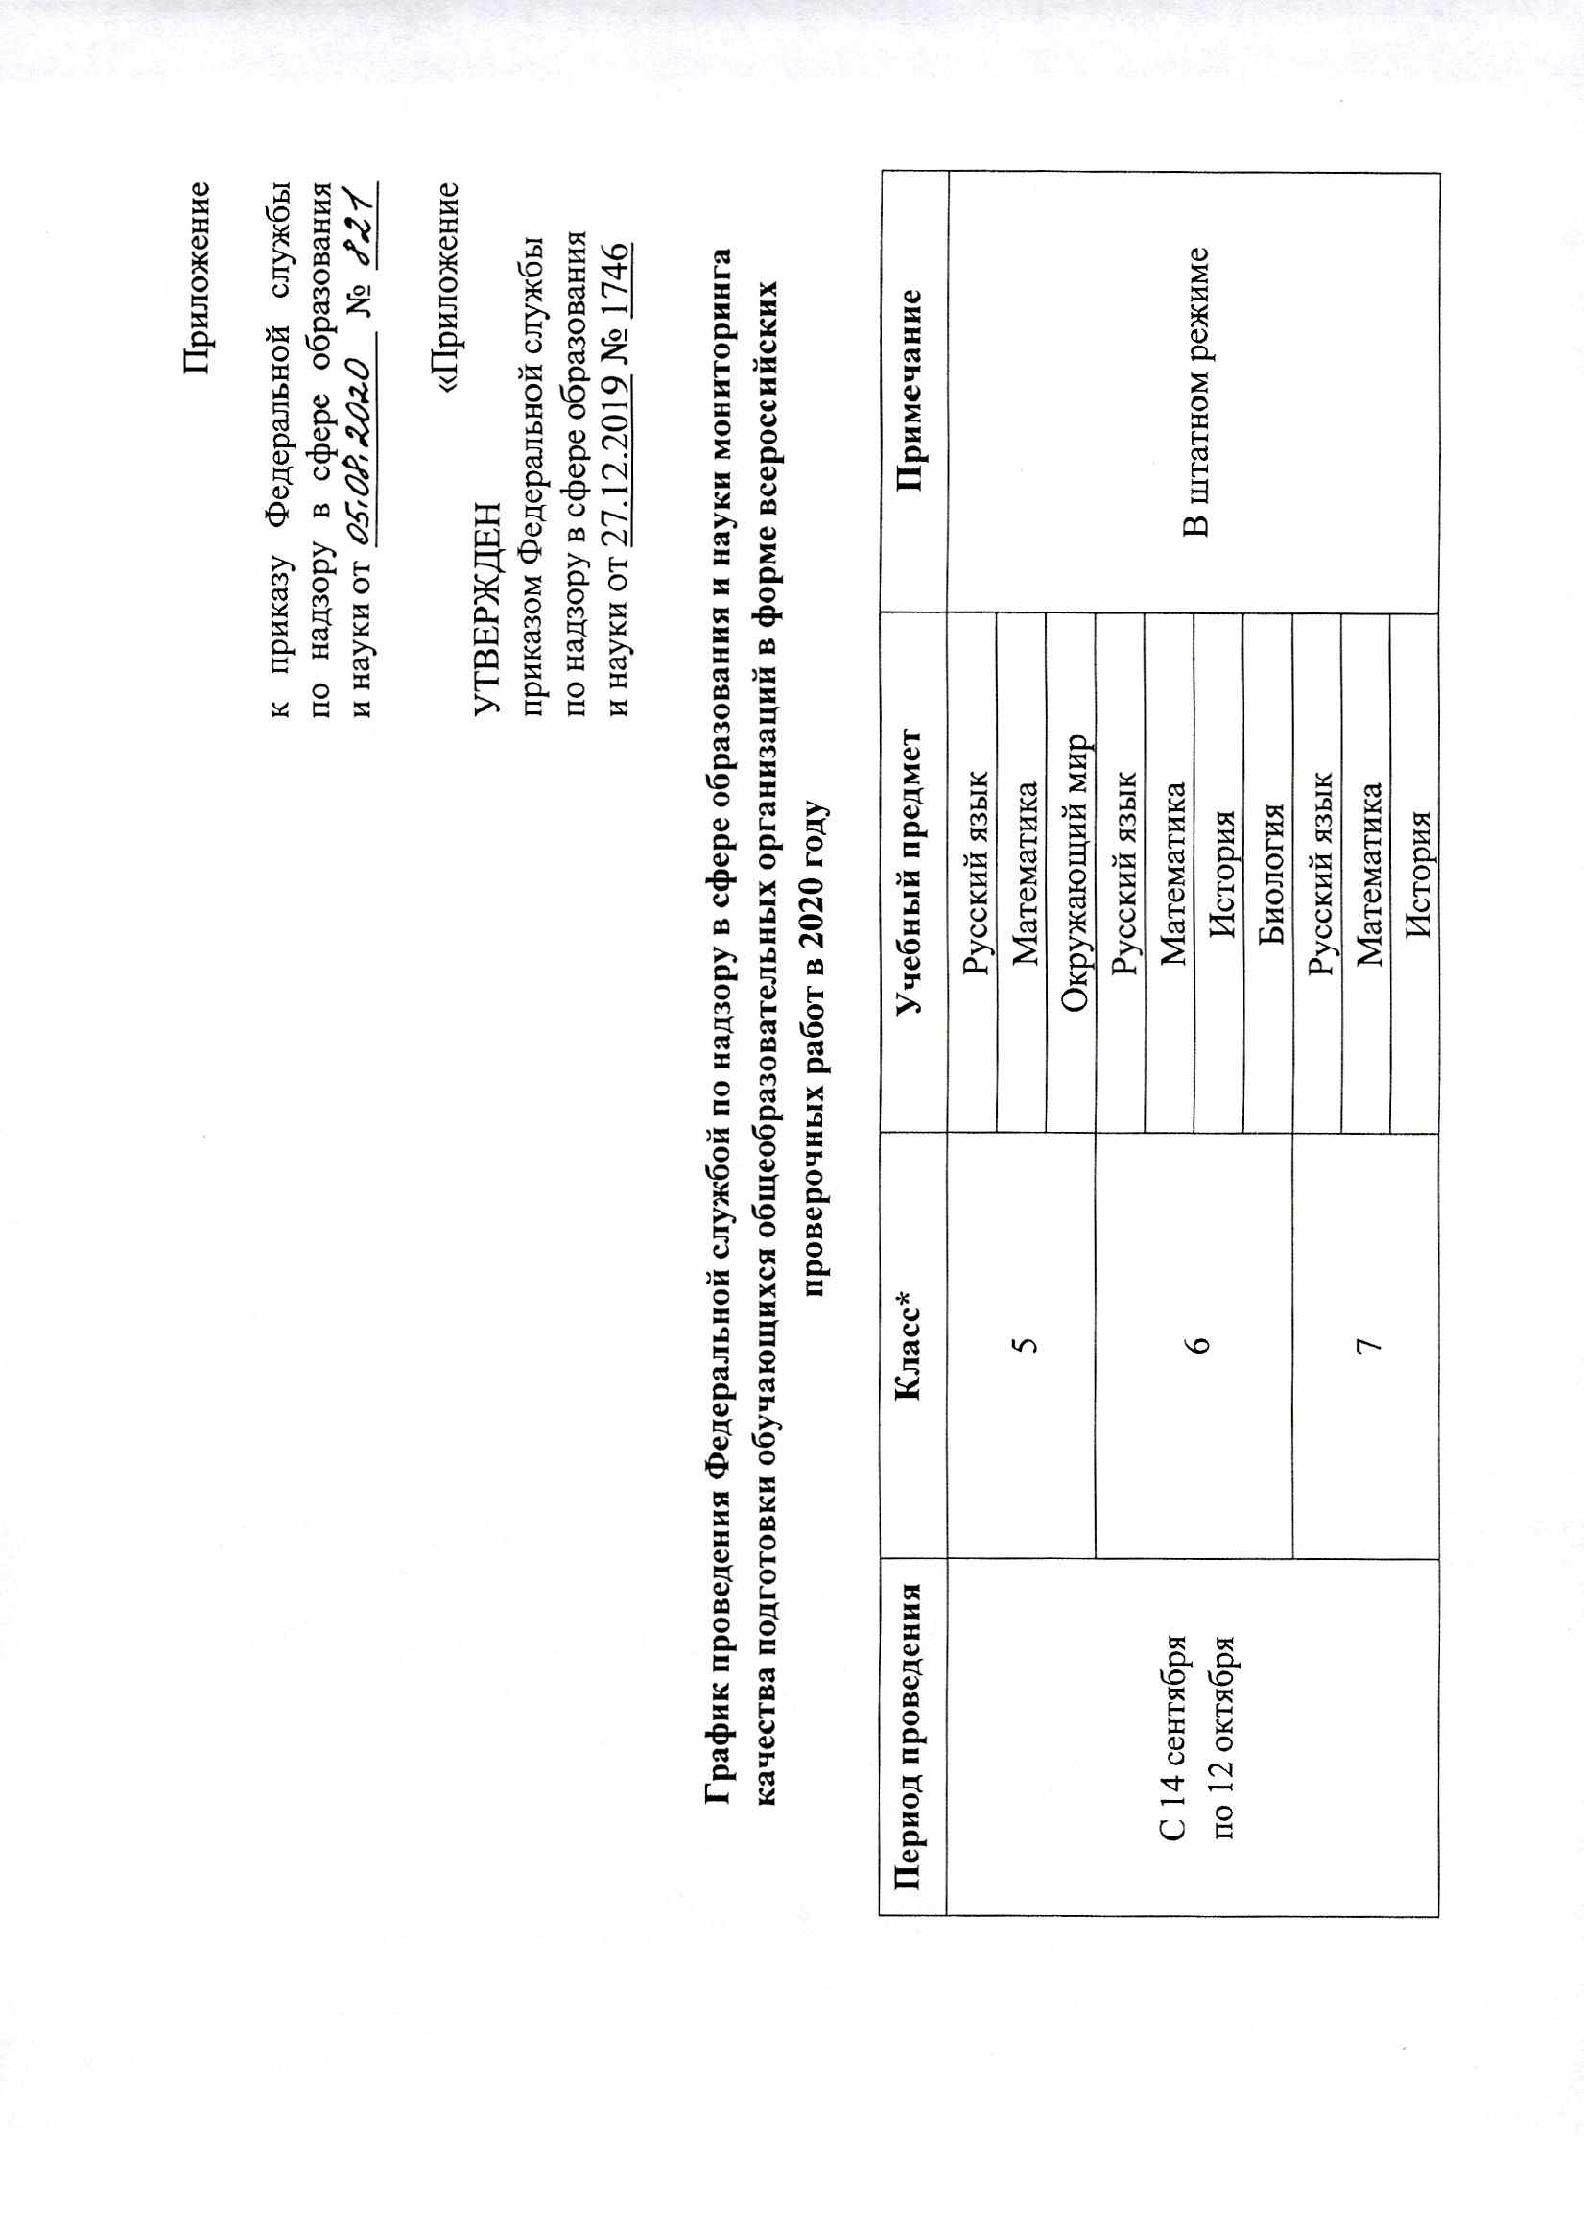 Приложение
к приказу Федеральной службы
по надзору в сфере образования
и науки от 05.08.2020 № 821
«Приложение
УТВЕРЖДЕН
приказом Федеральной службы
по надзору в сфере образования
и науки от 27.12.2019 № 1746
График проведения Федеральной службой по надзору в сфере образования и науки мониторинга
качества подготовки обучающихся общеобразовательных организаций в форме всероссийских
проверочных работ в 2020 году
Период проведения Класс* Учебный предмет Примечание
С 14 сентября
по 12 октября
5
Русский язык
Математика
Окружающий мир
6
Русский язык
Математика
История
Биология
7
Русский язык
Математика
История
В штатном режиме